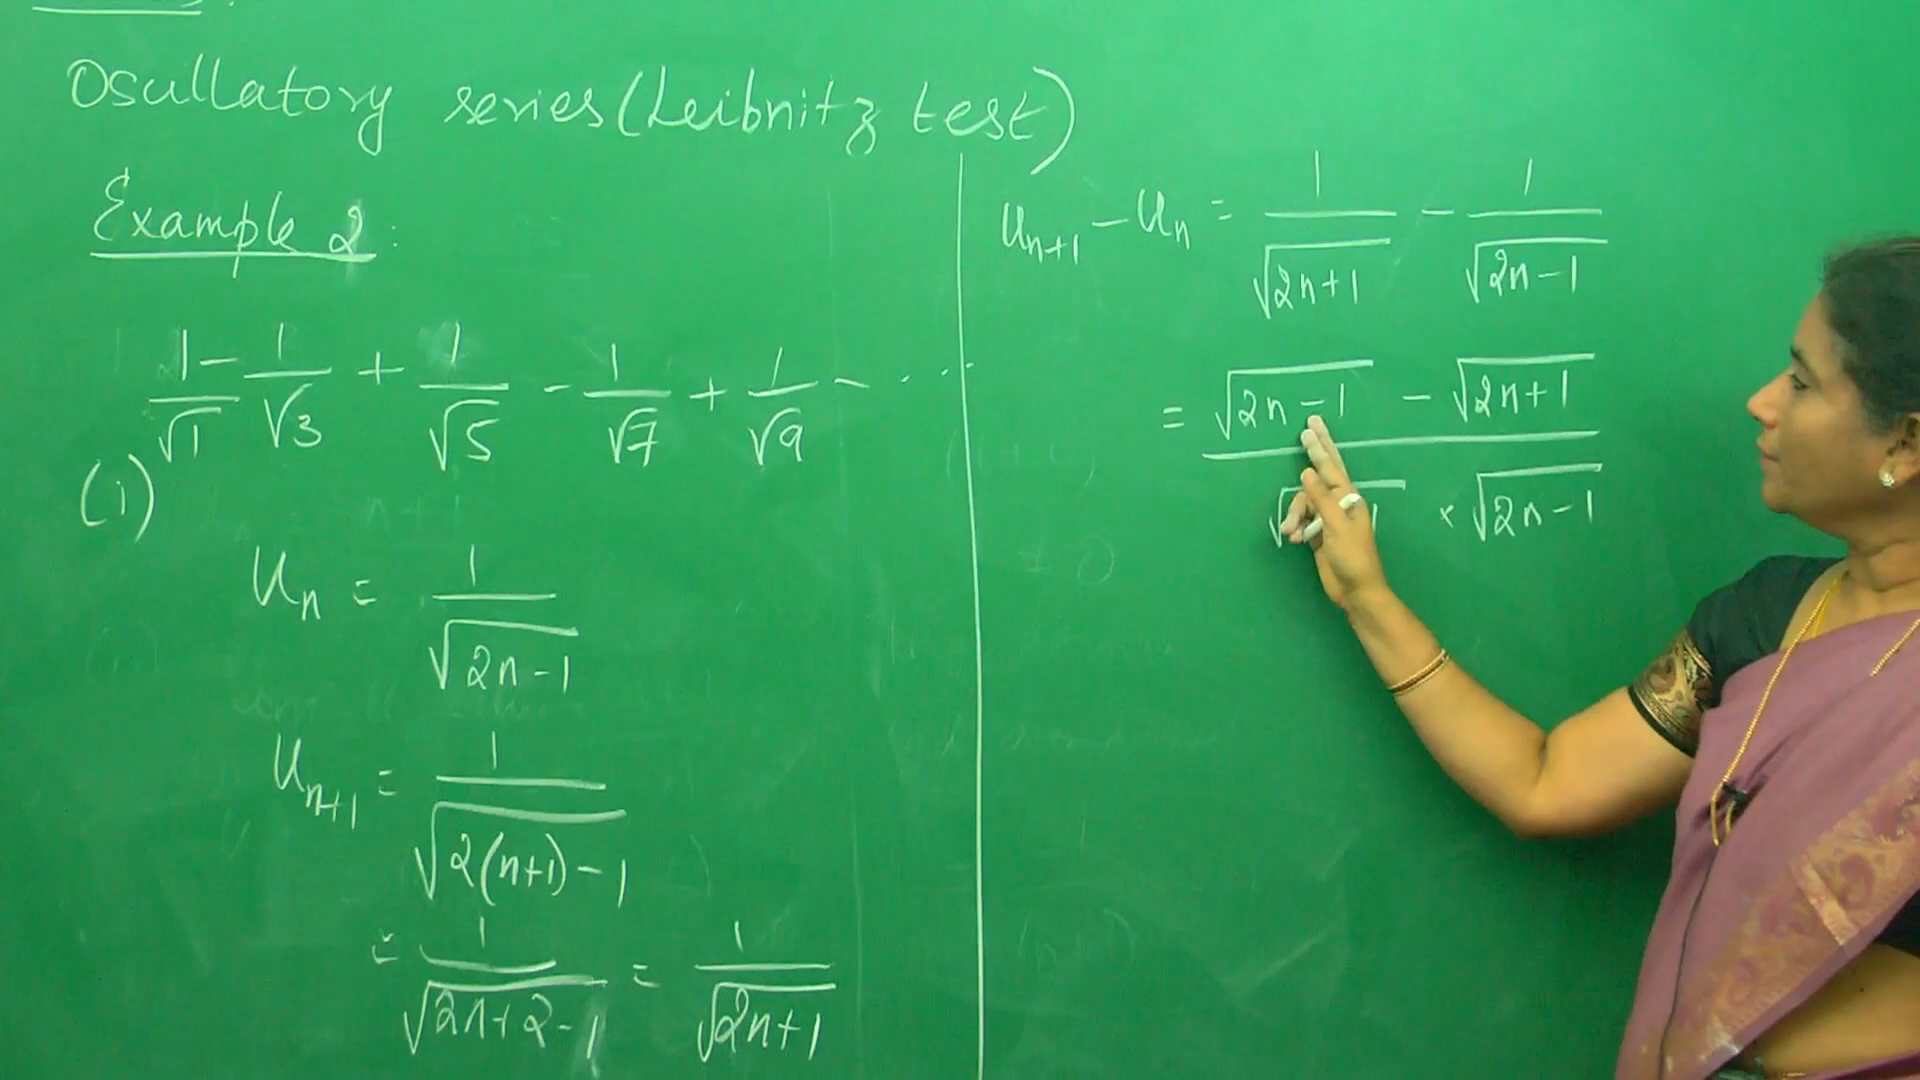 Oscillatory series (Leibnitz test)
Example 2:
1/√1 - 1/√3 + 1/√5 - 1/√7 + 1/√9 - ....
(i)
Un = 1/√(2n-1)
Un+1 = 1/√(2(n+1)-1)
= 1/√(2n+2-1) = 1/√(2n+1)
Un+1 - Un = 1/√(2n+1) - 1/√(2n-1)
= (√(2n-1) - √(2n+1)) / (√ 1 × √(2n-1))